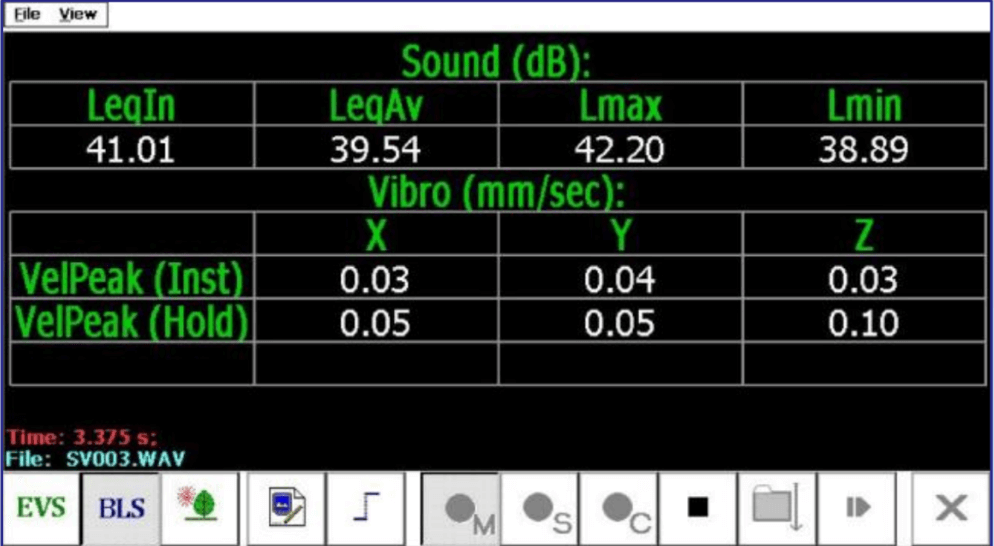 File View
Sound (dB):
LeqIn LeqAv Lmax Lmin
41.01 39.54 42.20 38.89
Vibro (mm/sec):
X Y Z
VelPeak (Inst) 0.03 0.04 0.03
VelPeak (Hold) 0.05 0.05 0.10
Time: 3.375 s;
File: SV003.WAV
EVS BLS M S C